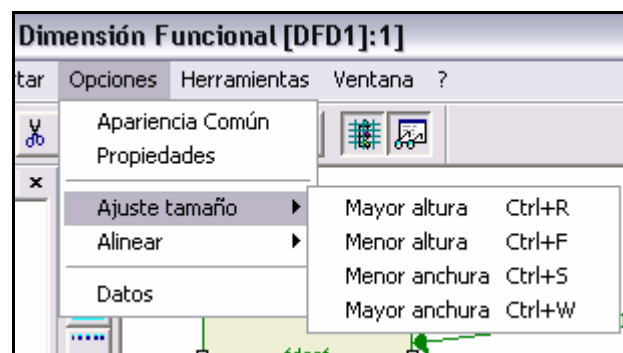 Dimensión Funcional [DFD1]:1]
tar Opciones Herramientas Ventana ?
Apariencia Común
Propiedades
Ajuste tamaño
Alinear
Datos
Mayor altura Ctrl+R
Menor altura Ctrl+F
Menor anchura Ctrl+S
Mayor anchura Ctrl+W